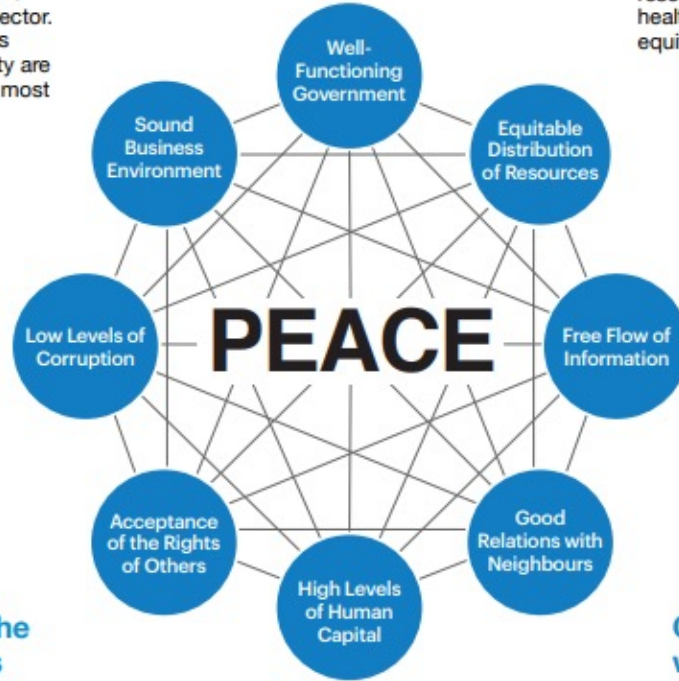 ector.
s
ty are
most
heal
equi
Well-
Functioning
Government
Sound
Business
Environment
Equitable
Distribution
of Resources
Low Levels of
Corruption
PEACE
Free Flow of
Information
Acceptance
of the Rights
of Others
Good
Relations with
Neighbours
High Levels
of Human
Capital
he
s